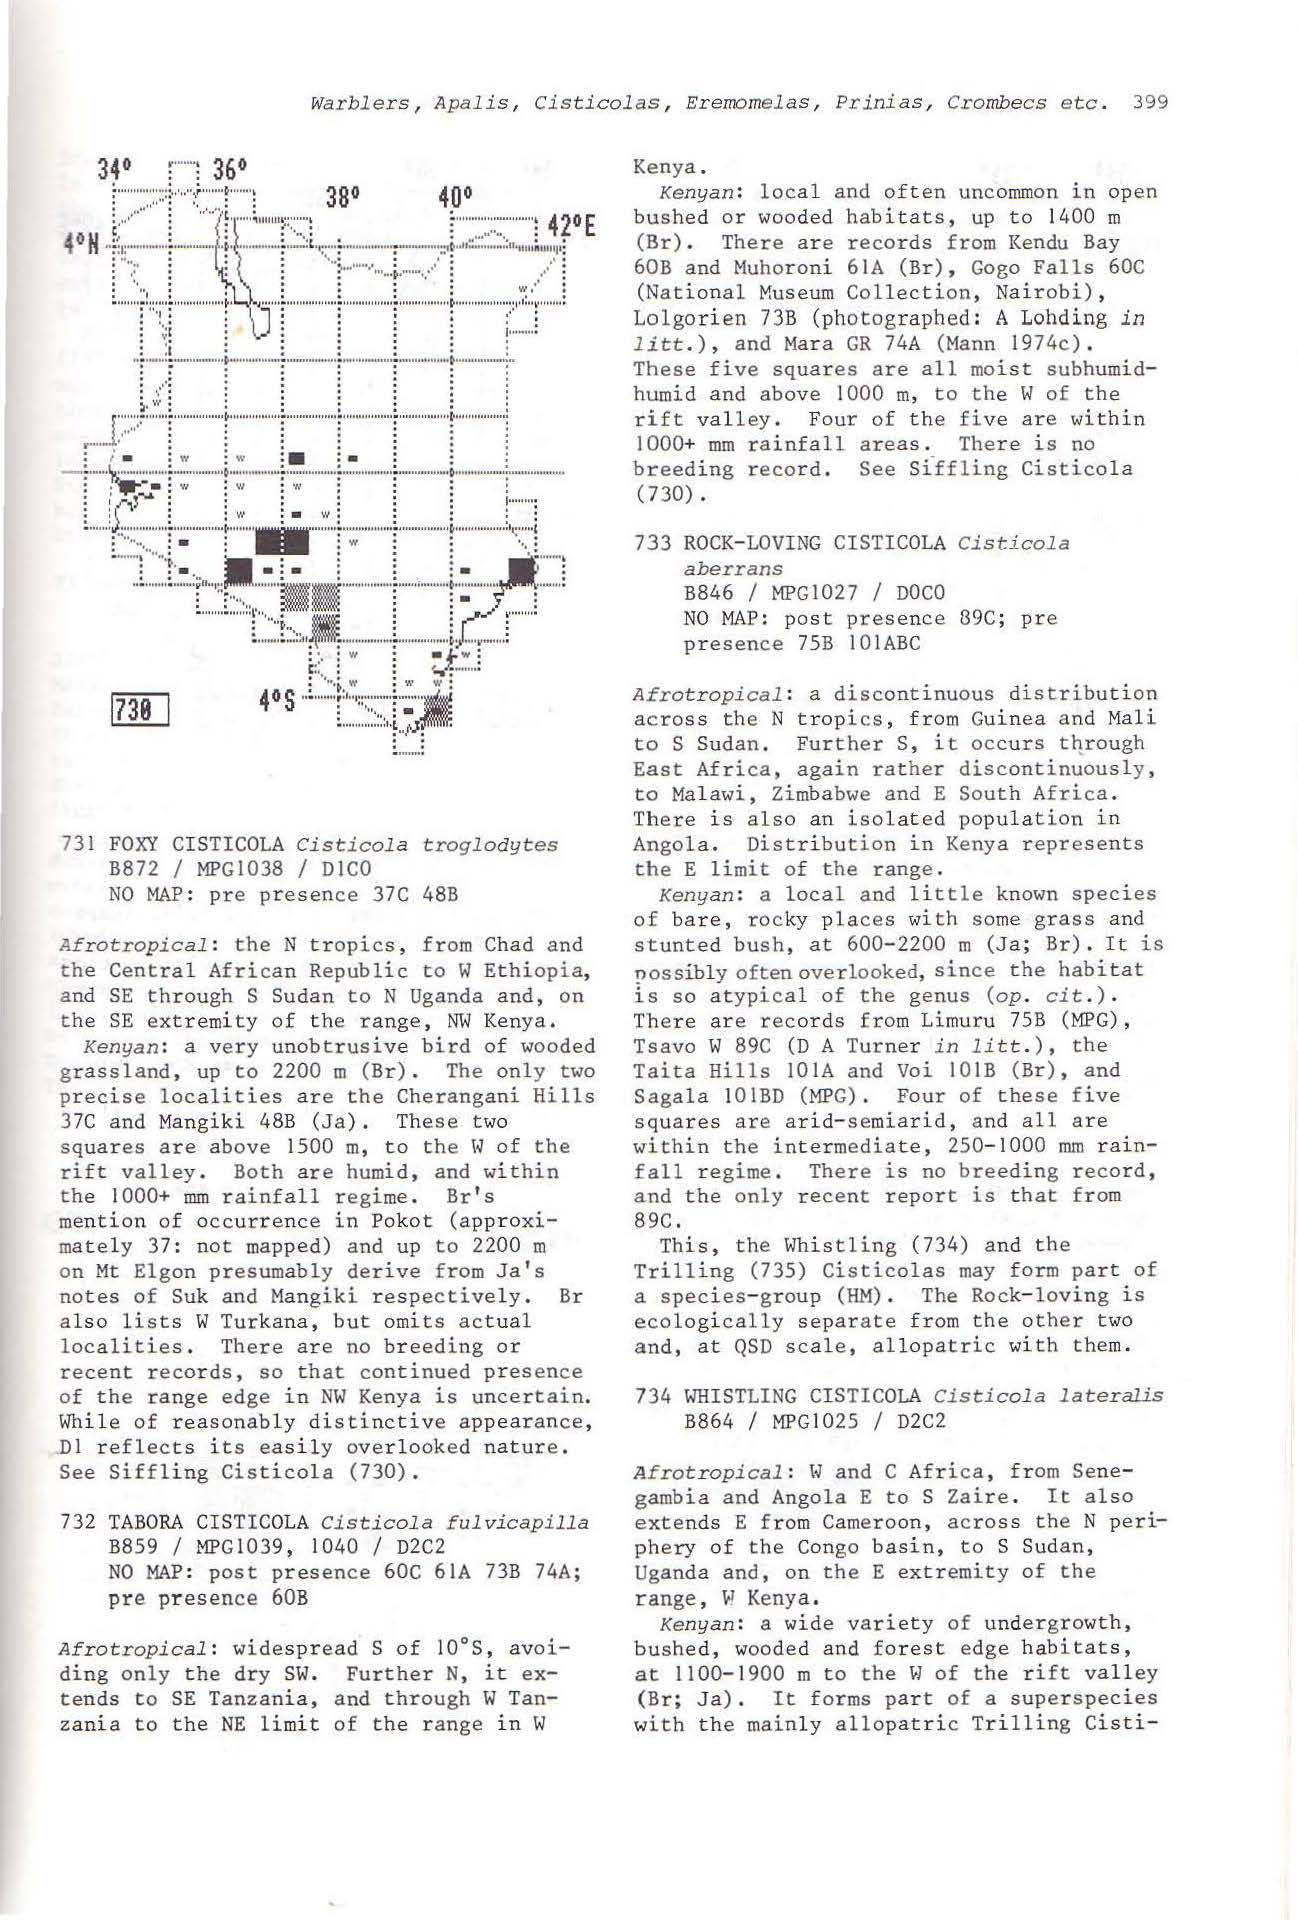 Warblers, Apalis, Cisticolas, Eremomelas, Prinias, Crombecs etc. 399
34° 36°
38° 40°
42°E
4°N
4°S
730
731 FOXY CISTICOLA Cisticola troglodytes
B872 / MPG1038 / D1C0
NO MAP: pre presence 37C 48B
Afrotropical: the N tropics, from Chad and
the Central African Republic to W Ethiopia,
and SE through S Sudan to N Uganda and, on
the SE extremity of the range, NW Kenya.
Kenyan: a very unobtrusive bird of wooded
grassland, up to 2200 m (Br). The only two
precise localities are the Cherangani Hills
37C and Mangiki 48B (Ja). These two
squares are above 1500 m, to the W of the
rift valley. Both are humid, and within
the 1000+ mm rainfall regime. Br's
mention of occurrence in Pokot (approxi-
mately 37: not mapped) and up to 2200 m
on Mt Elgon presumably derive from Ja's
notes of Suk and Mangiki respectively. Br
also lists W Turkana, but omits actual
localities. There are no breeding or
recent records, so that continued presence
of the range edge in NW Kenya is uncertain.
While of reasonably distinctive appearance,
D1 reflects its easily overlooked nature.
See Siffling Cisticola (730).
732 TABORA CISTICOLA Cisticola fulvicapilla
B859 / MPG1039, 1040 / D2C2
NO MAP: post presence 60C 61A 73B 74A;
pre presence 60B
Afrotropical: widespread S of 10°S, avoi-
ding only the dry SW. Further N, it ex-
tends to SE Tanzania, and through W Tan-
zania to the NE limit of the range in W
Kenya.
Kenyan: local and often uncommon in open
bushed or wooded habitats, up to 1400 m
(Br). There are records from Kendu Bay
60B and Muhoroni 61A (Br), Gogo Falls 60C
(National Museum Collection, Nairobi),
Lolgorien 73B (photographed: A Lohding in
litt.), and Mara GR 74A (Mann 1974c).
These five squares are all moist subhumid-
humid and above 1000 m, to the W of the
rift valley. Four of the five are within
1000+ mm rainfall areas. There is no
breeding record. See Siffling Cisticola
(730).
733 ROCK-LOVING CISTICOLA Cisticola
aberrans
B846 / MPG1027 / D0C0
NO MAP: post presence 89C; pre
presence 75B 101ABC
Afrotropical: a discontinuous distribution
across the N tropics, from Guinea and Mali
to S Sudan. Further S, it occurs through
East Africa, again rather discontinuously,
to Malawi, Zimbabwe and E South Africa.
There is also an isolated population in
Angola. Distribution in Kenya represents
the E limit of the range.
Kenyan: a local and little known species
of bare, rocky places with some grass and
stunted bush, at 600-2200 m (Ja; Br). It is
possibly often overlooked, since the habitat
is so atypical of the genus (op. cit.).
There are records from Limuru 75B (MPG),
Tsavo W 89C (D A Turner in litt.), the
Taita Hills 101A and Voi 101B (Br), and
Sagala 101BD (MPG). Four of these five
squares are arid-semiarid, and all are
within the intermediate, 250-1000 mm rain-
fall regime. There is no breeding record,
and the only recent report is that from
89C.
This, the Whistling (734) and the
Trilling (735) Cisticolas may form part of
a species-group (HM). The Rock-loving is
ecologically separate from the other two
and, at QSD scale, allopatric with them.
734 WHISTLING CISTICOLA Cisticola lateralis
B864 / MPG1025 / D2C2
Afrotropical: W and C Africa, from Sene-
gambia and Angola E to S Zaire. It also
extends E from Cameroon, across the N peri-
phery of the Congo basin, to S Sudan,
Uganda and, on the E extremity of the
range, W Kenya.
Kenyan: a wide variety of undergrowth,
bushed, wooded and forest edge habitats,
at 1100-1900 m to the W of the rift valley
(Br; Ja). It forms part of a superspecies
with the mainly allopatric Trilling Cisti-